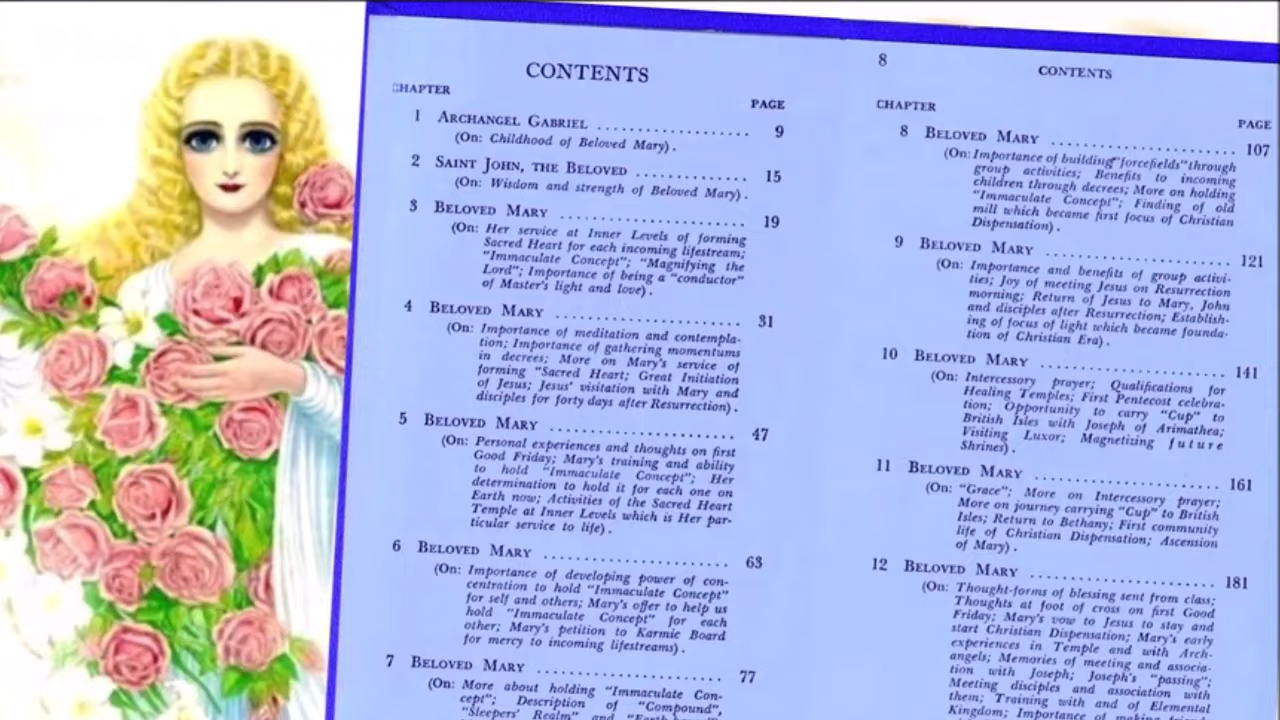 CONTENTS
CHAPTER
PAGE
1 ARCHANGEL GABRIEL .................... 9
(On: Childhood of Beloved Mary).
2 SAINT JOHN, THE BELOVED .............. 15
(On: Wisdom and strength of Beloved Mary).
3 BELOVED MARY ........................ 19
(On: Her service at Inner Levels of forming
Sacred Heart for each incoming lifestream;
"Immaculate Concept"; "Magnifying the
Lord"; Importance of being a "conductor"
of Master's light and love).
4 BELOVED MARY ........................ 31
(On: Importance of meditation and contempla-
tion; Importance of gathering momentums
in decrees; More on Mary's service of
forming "Sacred Heart; Great Initiation
of Jesus; Jesus' visitation with Mary and
disciples for forty days after Resurrection).
5 BELOVED MARY ........................ 47
(On: Personal experiences and thoughts on first
Good Friday; Mary's training and ability
to hold "Immaculate Concept"; Her
determination to hold it for each one on
Earth now; Activities of the Sacred Heart
Temple at Inner Levels which is Her par-
ticular service to life).
6 BELOVED MARY ........................ 63
(On: Importance of developing power of con-
centration to hold "Immaculate Concept"
for self and others; Mary's offer to help us
hold "Immaculate Concept" for each
other; Mary's petition to Karmic Board
for mercy to incoming lifestreams).
7 BELOVED MARY ........................ 77
(On: More about holding "Immaculate Con-
cept"; Description of "Compound",
"Sleepers' Realm" and
8
CONTENTS
CHAPTER
PAGE
8 BELOVED MARY ........................ 107
(On: Importance of building "forcefields" through
group activities; Benefits to incoming
children through decrees; More on holding
"Immaculate Concept"; Finding of old
mill which became first focus of Christian
Dispensation).
9 BELOVED MARY ........................ 121
(On: Importance and benefits of group activi-
ties; Joy of meeting Jesus on Resurrection
morning; Return of Jesus to Mary, John
and disciples after Resurrection; Establish-
ing of focus of light which became founda-
tion of Christian Era).
10 BELOVED MARY ........................ 141
(On: Intercessory prayer; Qualifications for
Healing Temples; First Pentecost celebra-
tion; Opportunity to carry "Cup" to
British Isles with Joseph of Arimathea;
Visiting Luxor; Magnetizing future
Shrines).
11 BELOVED MARY ........................ 161
(On: "Grace"; More on Intercessory prayer;
More on journey carrying "Cup" to British
Isles; Return to Bethany; First community
life of Christian Dispensation; Ascension
of Mary).
12 BELOVED MARY ........................ 181
(On: Thought-forms of blessing sent from class;
Thoughts at foot of cross on first Good
Friday; Mary's vow to Jesus to stay and
start Christian Dispensation; Mary's early
experiences in Temple and with Arch-
angels; Memories of meeting and associa-
tion with Joseph; Joseph's "passing";
Meeting disciples and association with
them; Training with and of Elemental
Kingdom; Importance of making